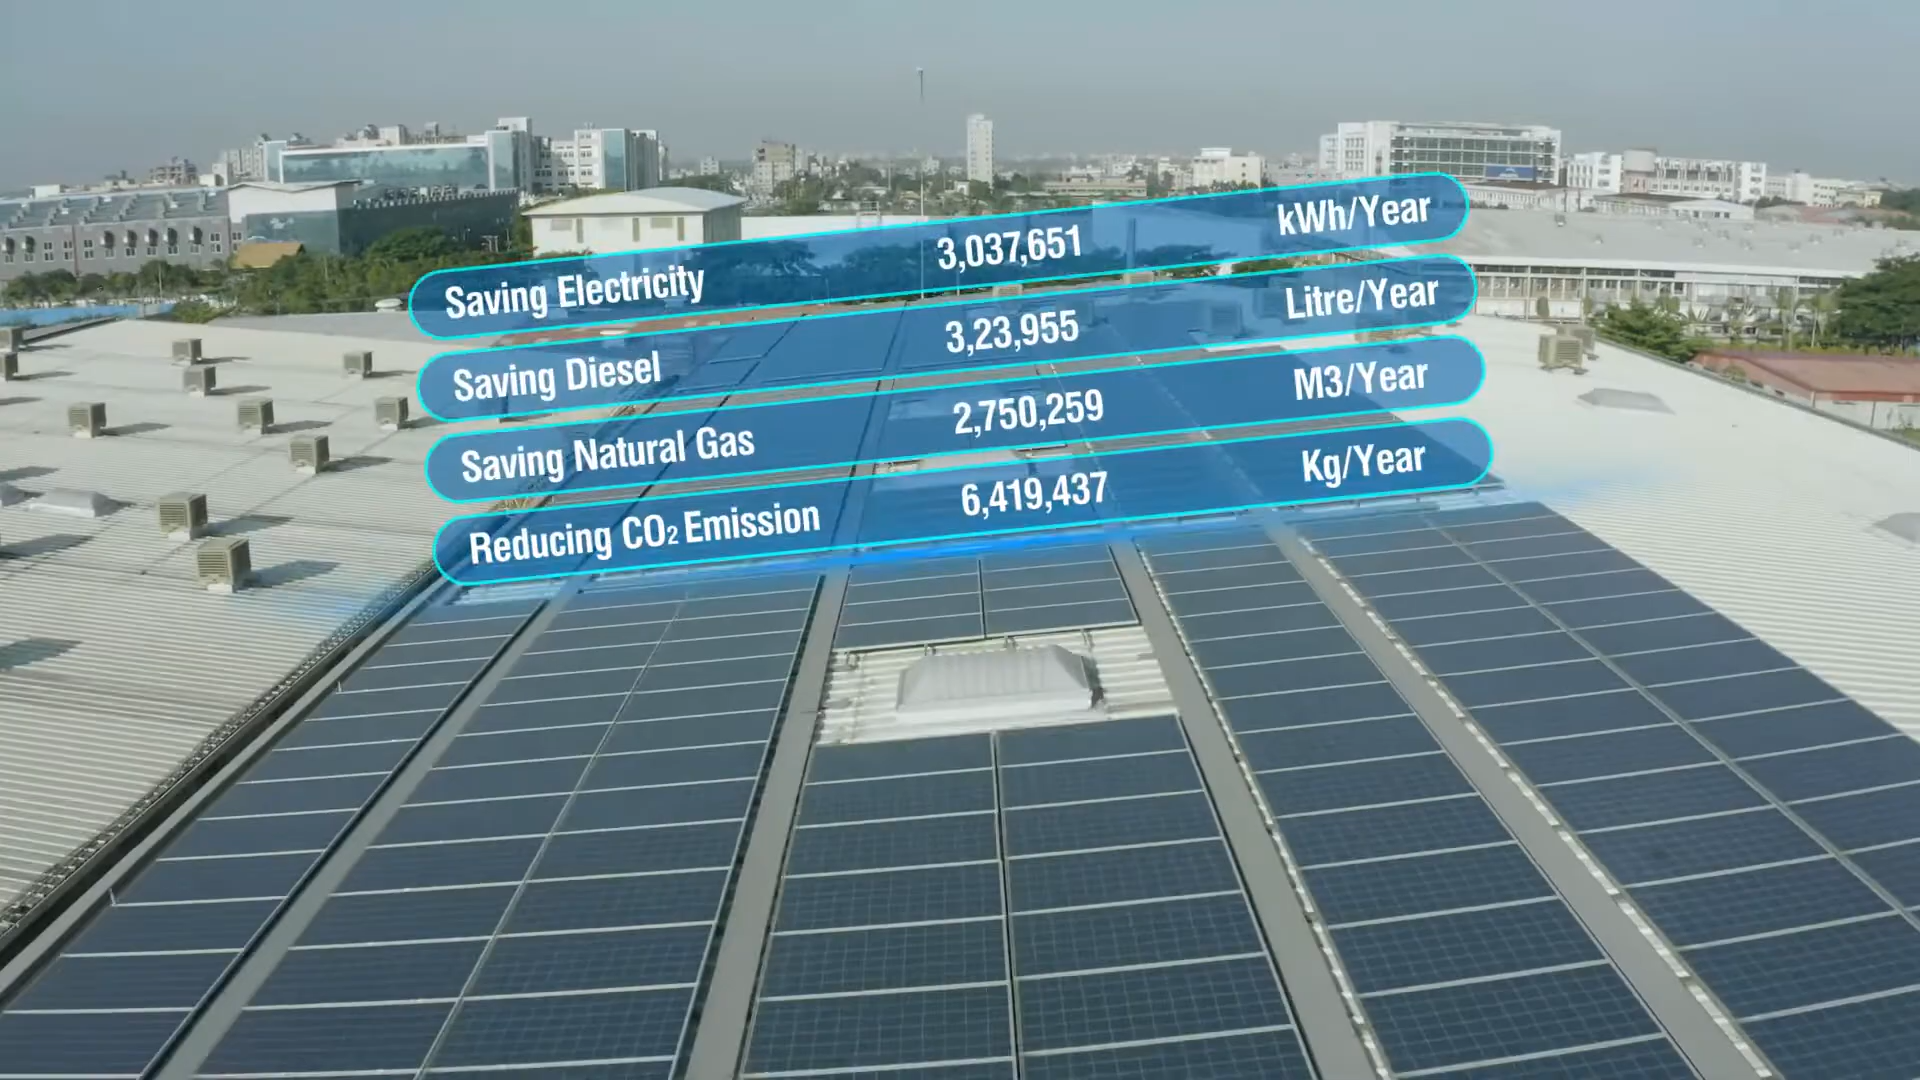 Saving Electricity 3,037,651 kWh/Year
Saving Diesel 3,23,955 Litre/Year
Saving Natural Gas 2,750,259 M3/Year
Reducing CO₂ Emission 6,419,437 Kg/Year